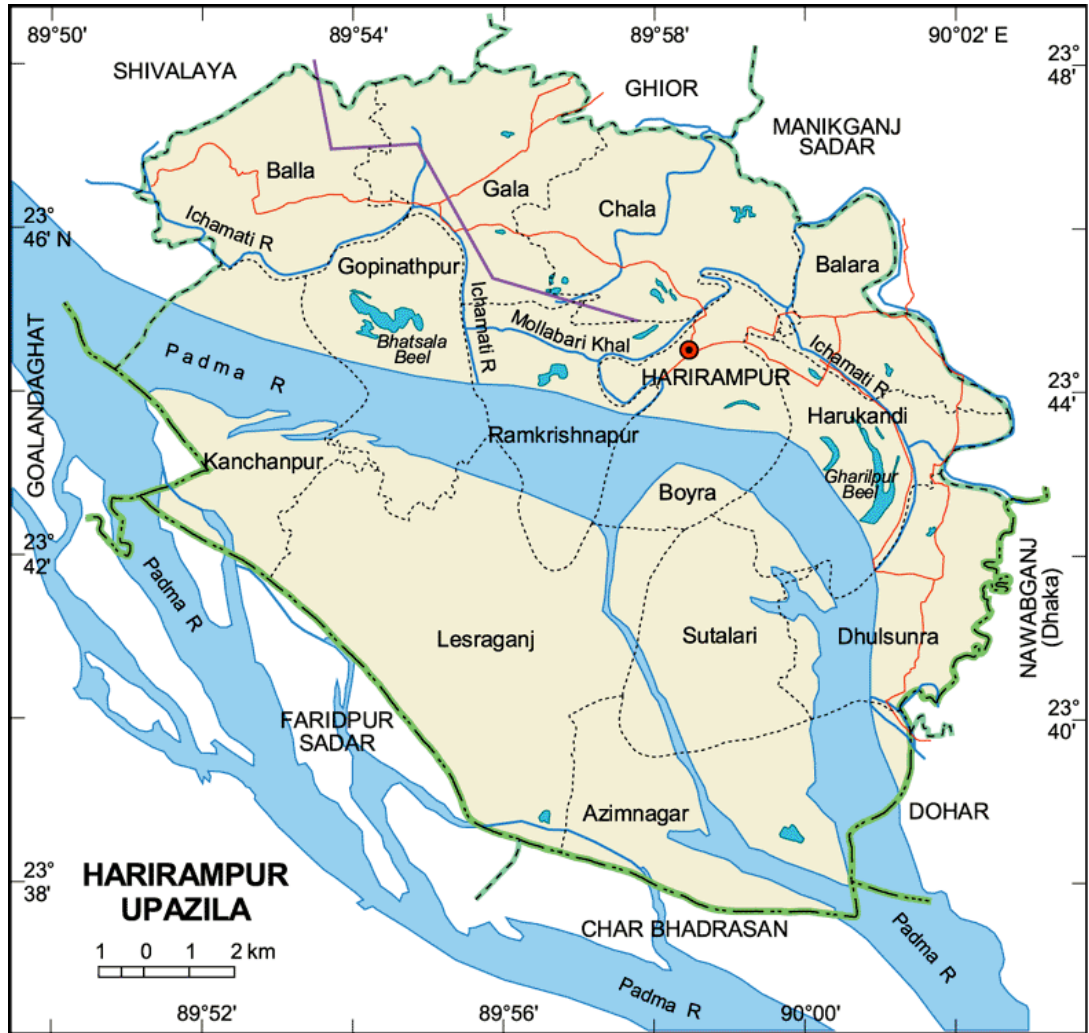 89°50' 89°54' 89°58' 90°02' E
23°
48'
SHIVALAYA
GHIOR
MANIKGANJ
SADAR
Balla
Gala
Chala
23°
46' N
Ichamati R
Gopinathpur
Balara
Ichamati R
Mollabari Khal
Bhatsala
Beel
Ichamati R
GOALANDAGHAT
Padma R
HARIRAMPUR
23°
44'
Harukandi
Ramkrishnapur
Kanchanpur
Gharilpur
Beel
Boyra
23°
42'
Padma R
NAWABGANJ
(Dhaka)
Lesraganj
Sutalari
Dhulsunra
FARIDPUR
SADAR
23°
40'
Azimnagar
DOHAR
23°
38'
HARIRAMPUR
UPAZILA
CHAR BHADRASAN
Padma R
1 0 1 2 km
Padma R
89°52' 89°56' 90°00'